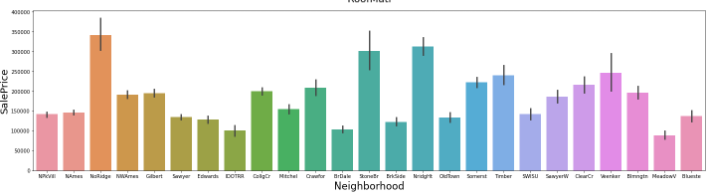 RoofMatl
400000
350000
300000
250000
200000
150000
100000
50000
0
SalePrice
NPkVill NAmes NoRidge NWAmes Gilbert Sawyer Edwards IDOTRR CollgCr Mitchel Crawfor BrDale StoneBr BrkSide NridgHt OldTown Somerst Timber SWISU SawyerW ClearCr Veenker Blmngtn MeadowV Blueste
Neighborhood